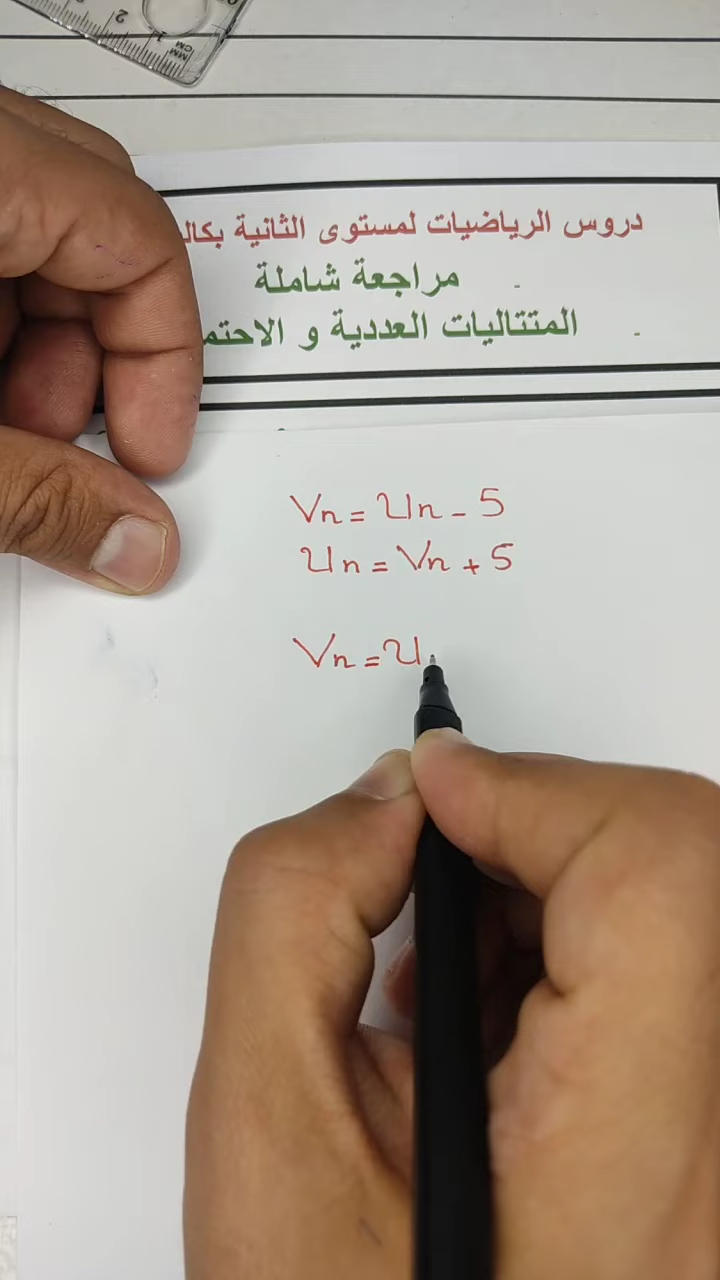 دروس الرياضيات لمستوى الثانية
مراجعة شاملة
المتتاليات العددية و
Vn = Un - 5
Un = Vn + 5
Vn = U